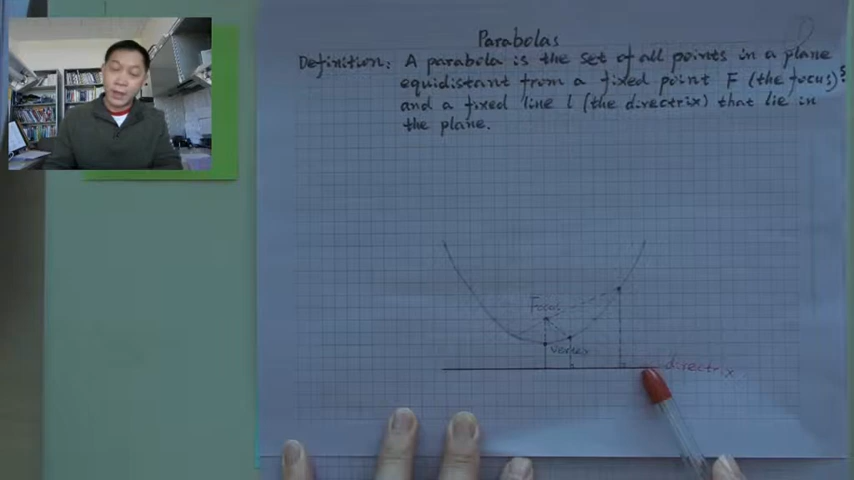 Parabolas
Definition: A parabola is the set of all points in a plane
equidistant from a fixed point F (the focus)
and a fixed line l (the directrix) that lie in
the plane.
Focus
vertex
directrix